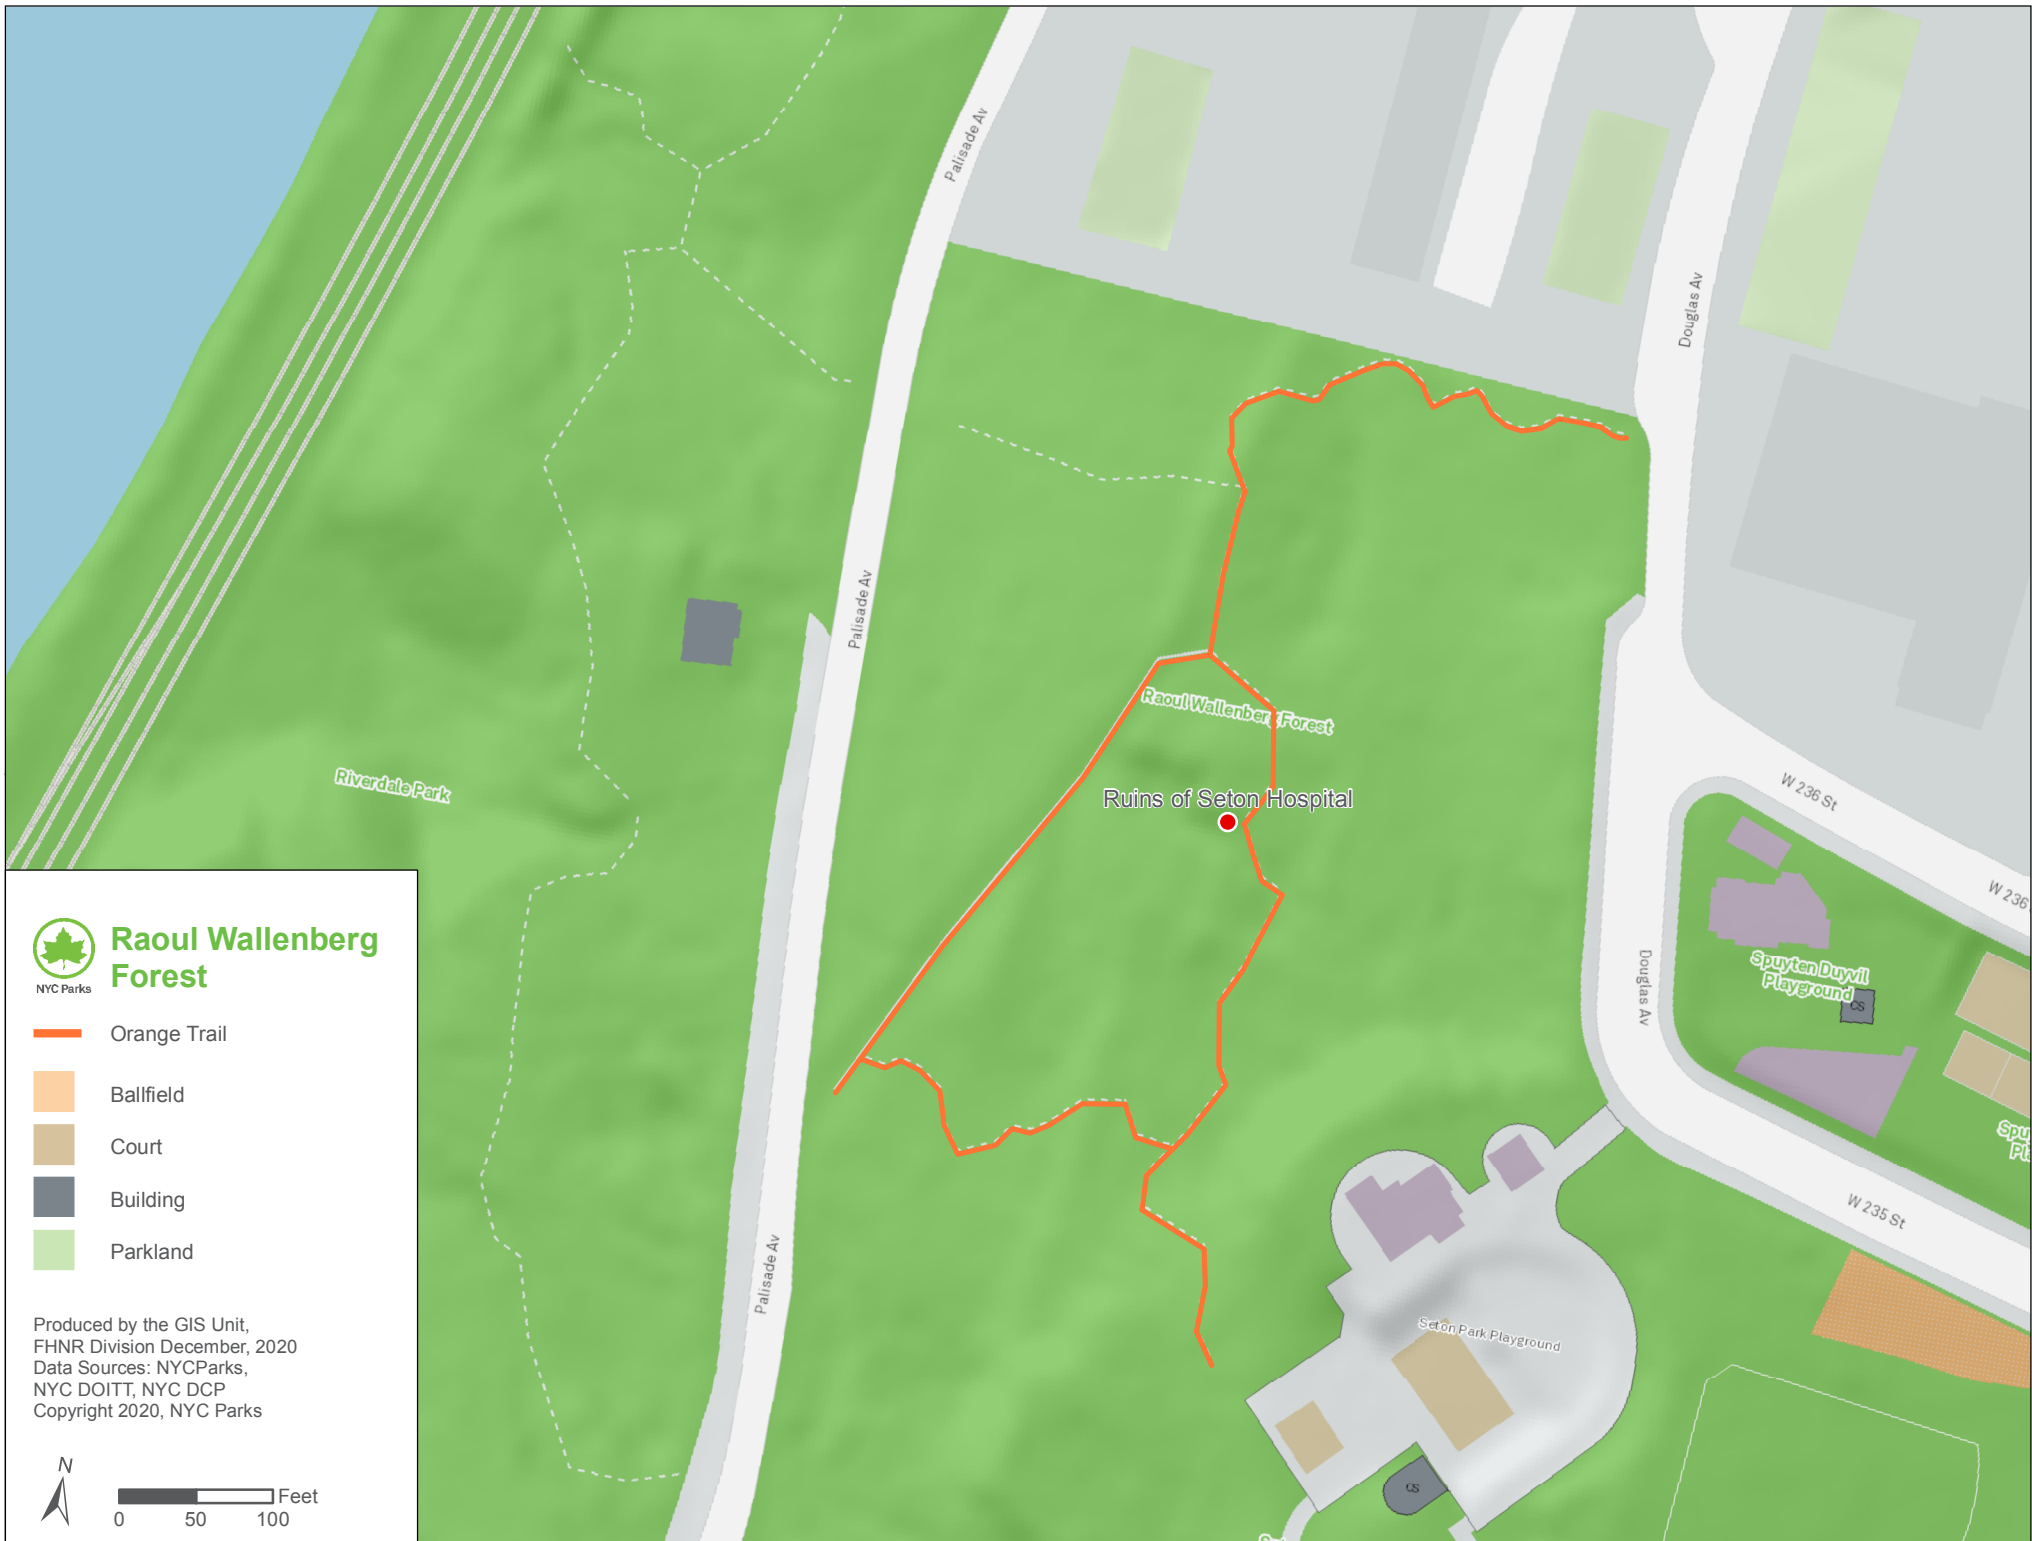 Palisade Av
Douglas Av
Palisade Av
Raoul Wallenberg Forest
Riverdale Park
Ruins of Seton Hospital
W 236 St
W 236
Spuyten Duyvil
Playground
CS
Douglas Av
W 235 St
Palisade Av
Seton Park Playground
CS
NYC Parks
Raoul Wallenberg
Forest
Orange Trail
Ballfield
Court
Building
Parkland
Produced by the GIS Unit,
FHNR Division December, 2020
Data Sources: NYCParks,
NYC DOITT, NYC DCP
Copyright 2020, NYC Parks
N
Feet
0 50 100